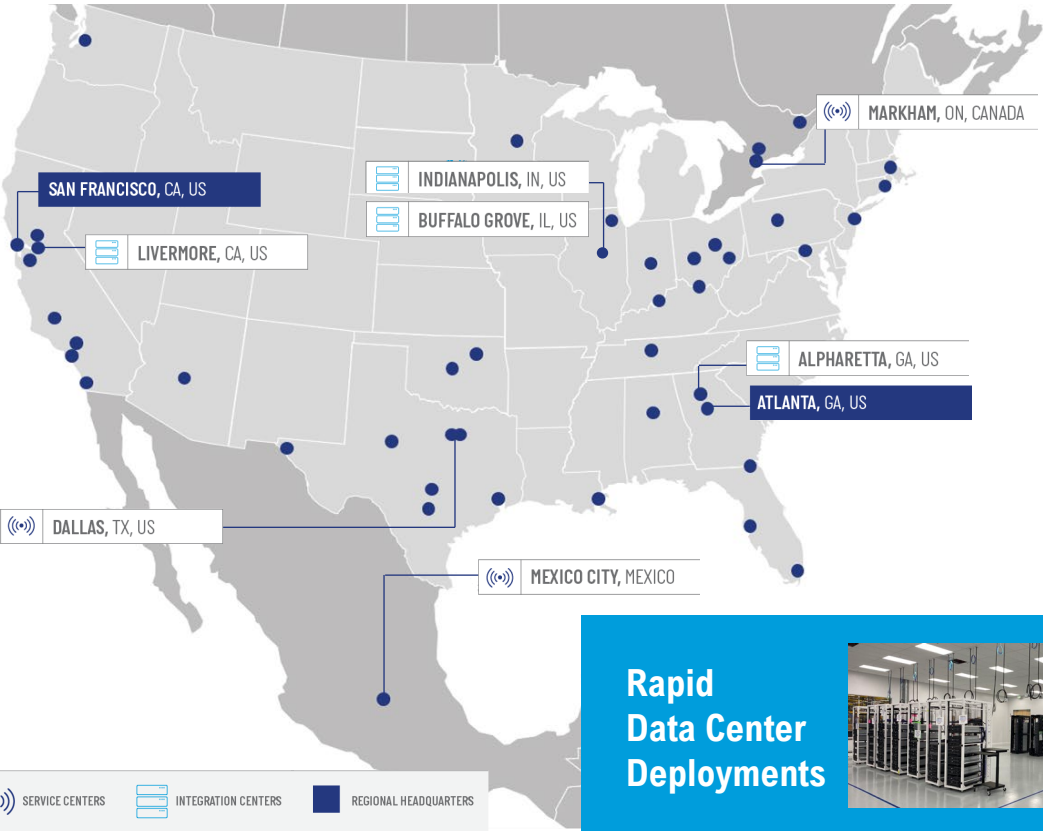 MARKHAM, ON, CANADA
INDIANAPOLIS, IN, US
SAN FRANCISCO, CA, US
BUFFALO GROVE, IL, US
LIVERMORE, CA, US
ALPHARETTA, GA, US
ATLANTA, GA, US
DALLAS, TX, US
MEXICO CITY, MEXICO
Rapid
Data Center
Deployments
SERVICE CENTERS
INTEGRATION CENTERS
REGIONAL HEADQUARTERS